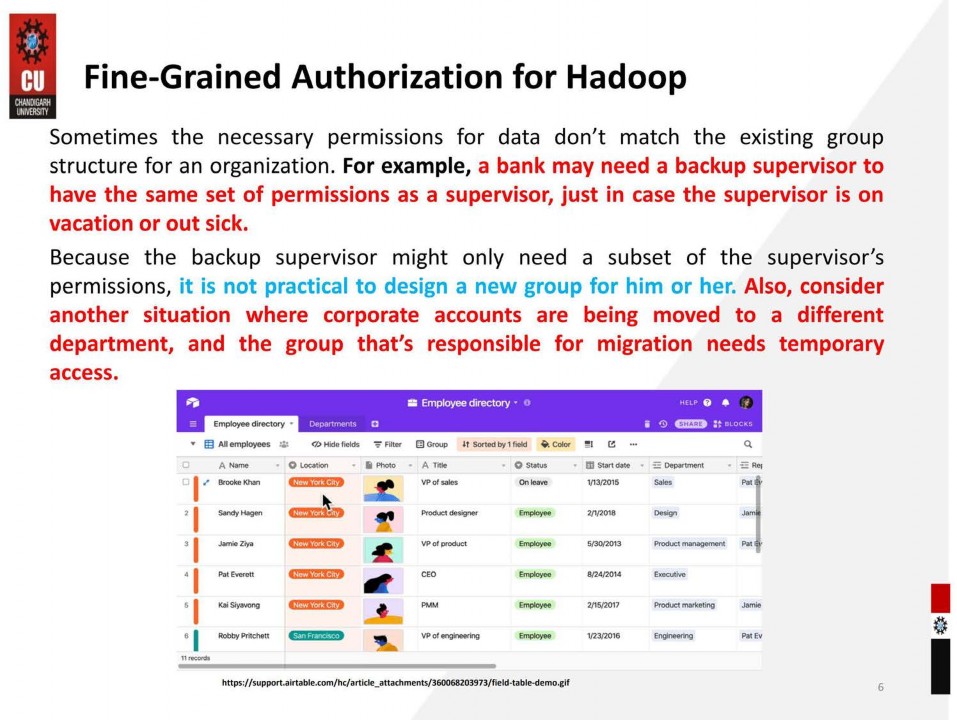 CU
CHANDIGARH
UNIVERSITY
Fine-Grained Authorization for Hadoop
Sometimes the necessary permissions for data don’t match the existing group
structure for an organization. For example, a bank may need a backup supervisor to
have the same set of permissions as a supervisor, just in case the supervisor is on
vacation or out sick.
Because the backup supervisor might only need a subset of the supervisor’s
permissions, it is not practical to design a new group for him or her. Also, consider
another situation where corporate accounts are being moved to a different
department, and the group that’s responsible for migration needs temporary
access.
Employee directory HELP
Employee directory Departments SHARE BLOCKS
All employees Hide fields Filter Group Sorted by 1 field Color
Name Location Photo Title Status Start date Department Rep
Brooke Khan New York City VP of sales On leave 1/13/2015 Sales Pat Ev
2 Sandy Hagen New York City Product designer Employee 2/1/2018 Design Jamie
3 Jamie Ziya New York City VP of product Employee 5/30/2013 Product management Pat Ev
4 Pat Everett New York City CEO Employee 8/24/2014 Executive
5 Kai Siyavong New York City PMM Employee 2/15/2017 Product marketing Jamie
6 Robby Pritchett San Francisco VP of engineering Employee 1/23/2016 Engineering Pat Ev
11 records
https://support.airtable.com/hc/article_attachments/360068203973/field-table-demo.gif
6